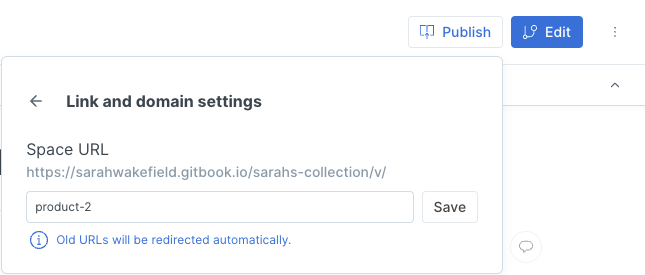 Publish
Edit
Link and domain settings
Space URL
https://sarahwakefield.gitbook.io/sarahs-collection/v/
product-2
Save
Old URLs will be redirected automatically.